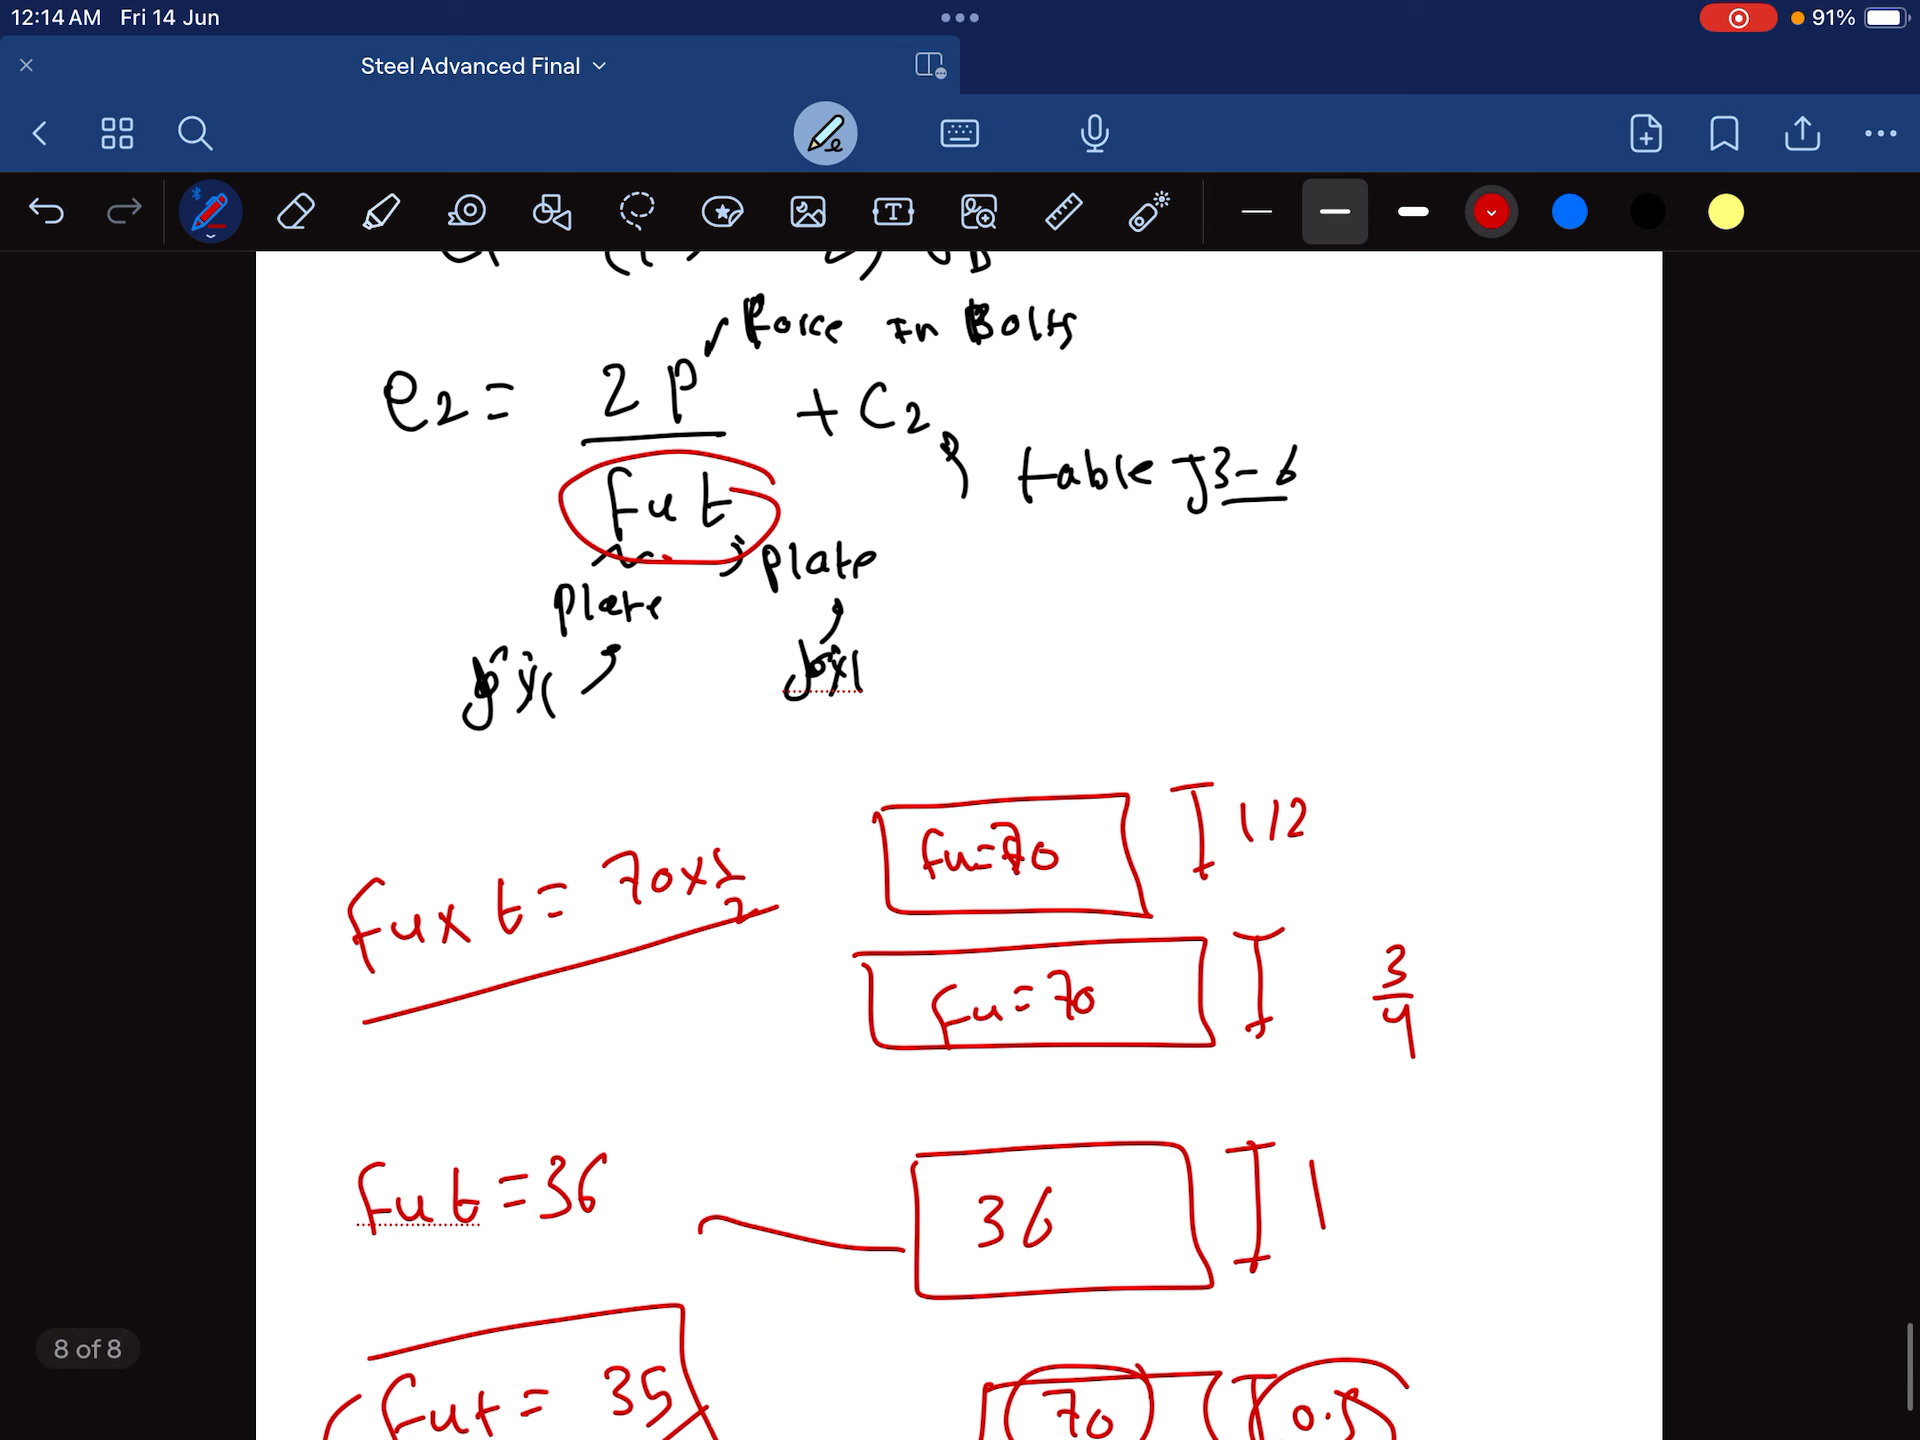 12:14 AM Fri 14 Jun
91%
Steel Advanced Final
Force In Bolts
e2 = 2P + C2
Fu t
table J3-6
plate
plate
Fu = 70
1/2
Fu x t = 70 x 1/2
Fu = 70
3/4
Fu t = 36
36
1
8 of 8
Fut = 35
70
0.5